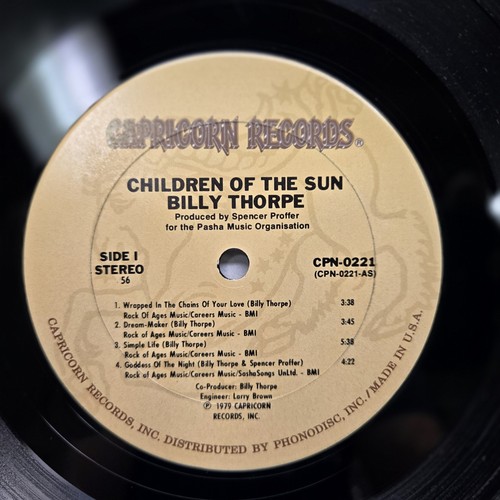 CAPRICORN RECORDS®
CHILDREN OF THE SUN
BILLY THORPE
Produced by Spencer Proffer
for the Pasha Music Organisation
SIDE I
STEREO
56
CPN-0221
(CPN-0221-AS)
1. Wrapped In The Chains Of Your Love (Billy Thorpe) 3:38
Rock Of Ages Music/Careers Music - BMI
2. Dream-Maker (Billy Thorpe) 3:45
Rock of Ages Music/Careers Music - BMI
3. Simple Life (Billy Thorpe) 5:38
Rock of Ages Music/Careers Music - BMI
4. Goddess Of The Night (Billy Thorpe & Spencer Proffer) 4:22
Rock of Ages Music/Careers Music/SashaSongs UnLtd. - BMI
Co-Producer: Billy Thorpe
Engineer: Larry Brown
℗ 1979 CAPRICORN
RECORDS, INC.
CAPRICORN RECORDS, INC. DISTRIBUTED BY PHONODISC, INC./MADE IN U.S.A.